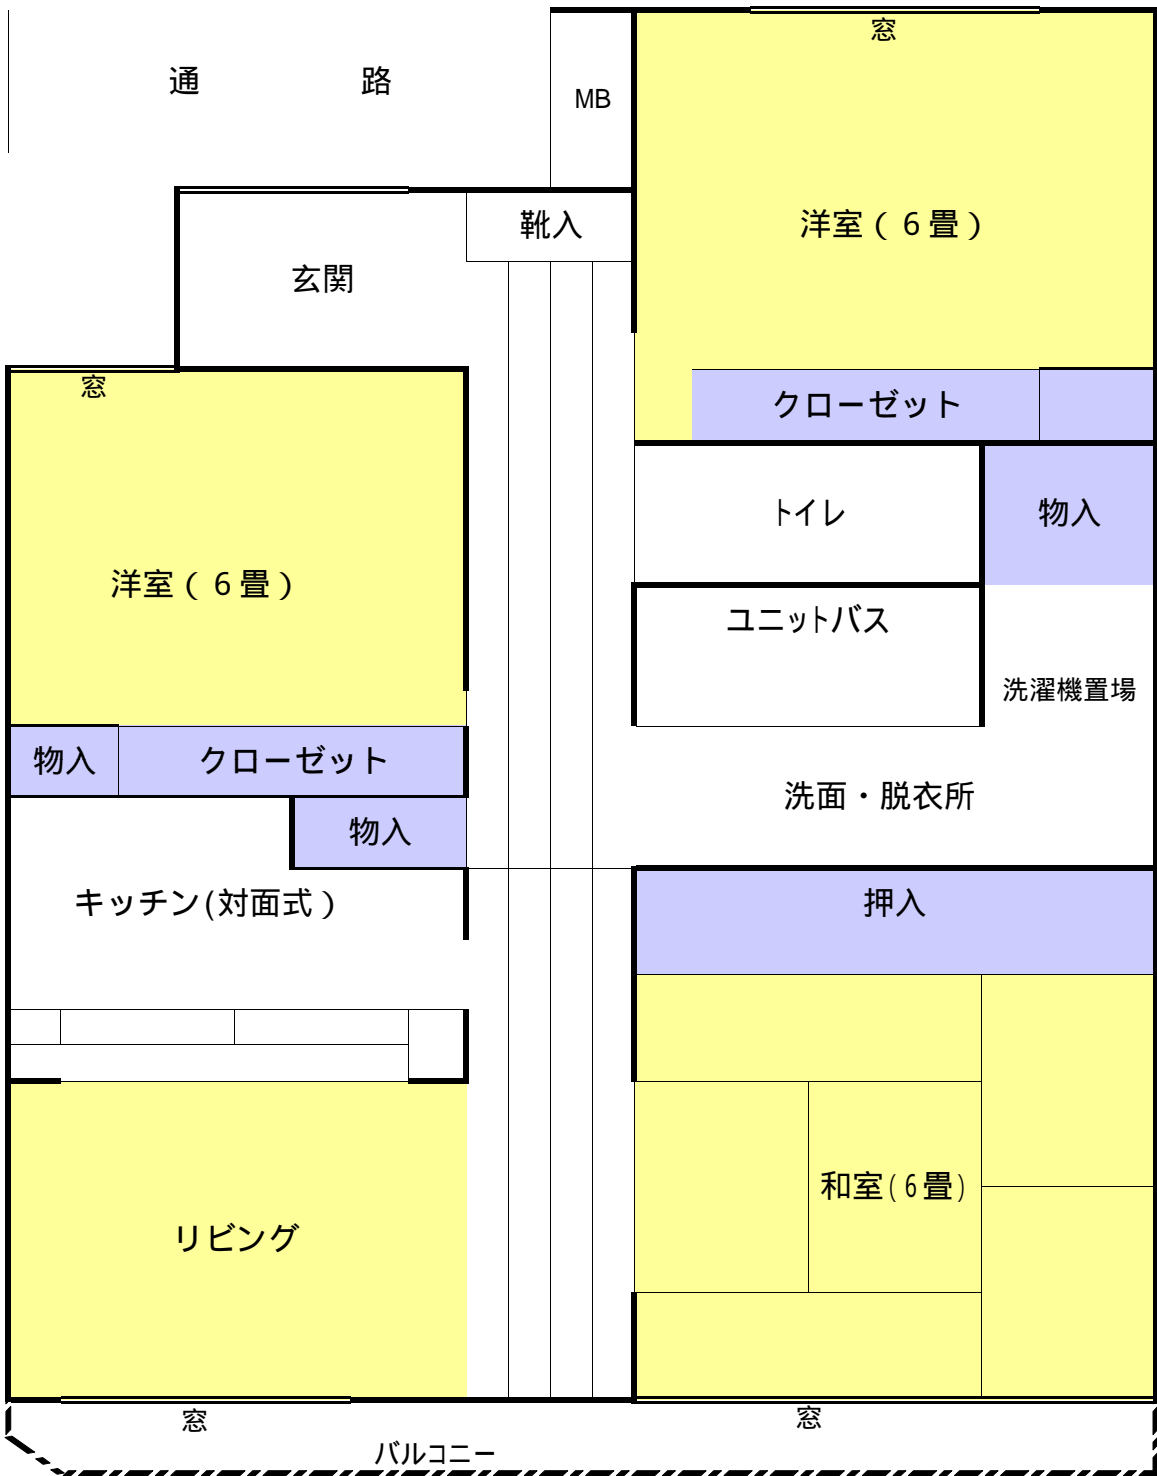 窓
通 路
MB
靴入
洋室（６畳）
玄関
窓
クローゼット
トイレ
物入
洋室（６畳）
ユニットバス
洗濯機置場
物入
クローゼット
洗面・脱衣所
物入
キッチン(対面式）
押入
和室(6畳)
リビング
窓
窓
バルコニー